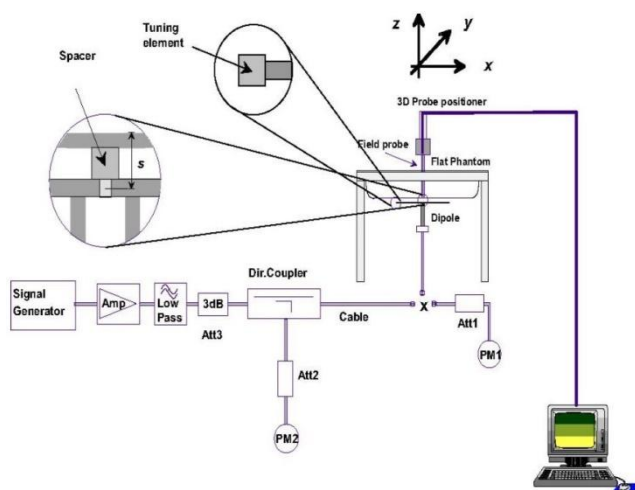 Tuning
element
Spacer
s
z
y
x
3D Probe positioner
Field probe
Flat Phantom
Dipole
Signal
Generator
Amp
Low
Pass
3dB
Att3
Dir.Coupler
Cable
x
Att1
PM1
Att2
PM2